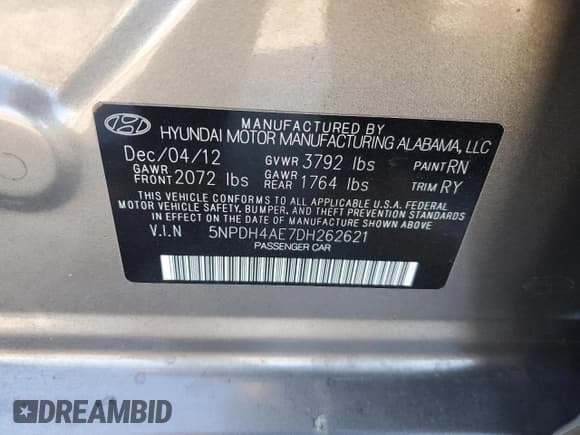 MANUFACTURED BY
HYUNDAI MOTOR MANUFACTURING ALABAMA, LLC
Dec/04/12 GVWR 3792 lbs PAINT RN
GAWR FRONT 2072 lbs GAWR REAR 1764 lbs TRIM RY
THIS VEHICLE CONFORMS TO ALL APPLICABLE U.S.A. FEDERAL
MOTOR VEHICLE SAFETY, BUMPER, AND THEFT PREVENTION STANDARDS
IN EFFECT ON THE DATE OF MANUFACTURE SHOWN ABOVE
V.I.N 5NPDH4AE7DH262621
PASSENGER CAR
DREAMBID